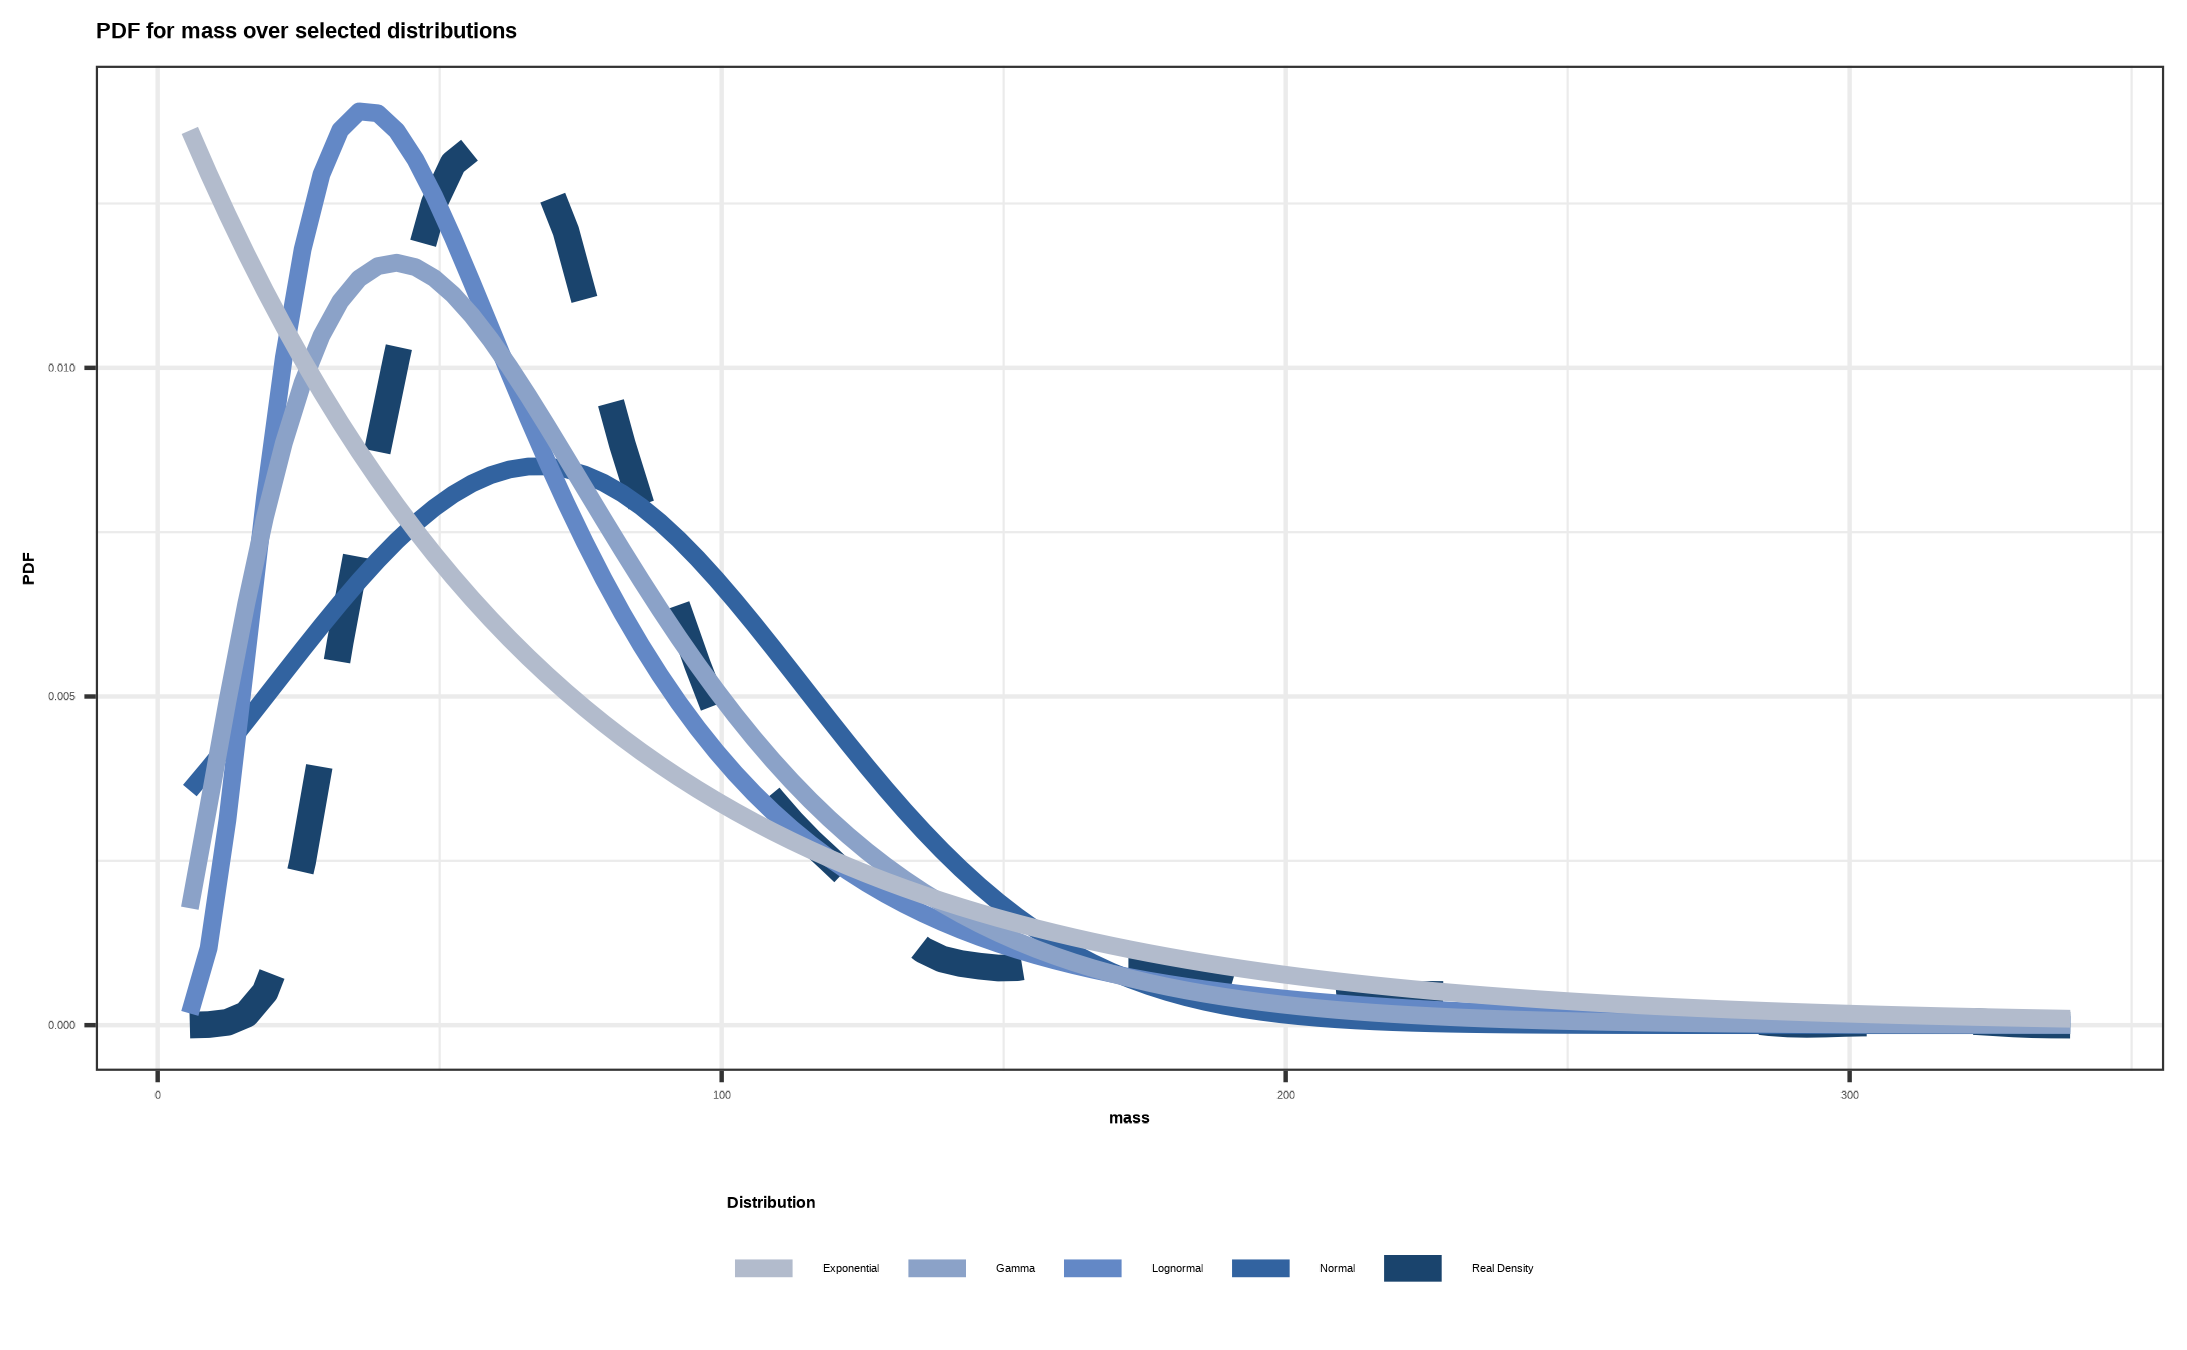 PDF for mass over selected distributions
PDF
0.010
0.005
0.000
0 100 200 300
mass
Distribution
Exponential Gamma Lognormal Normal Real Density